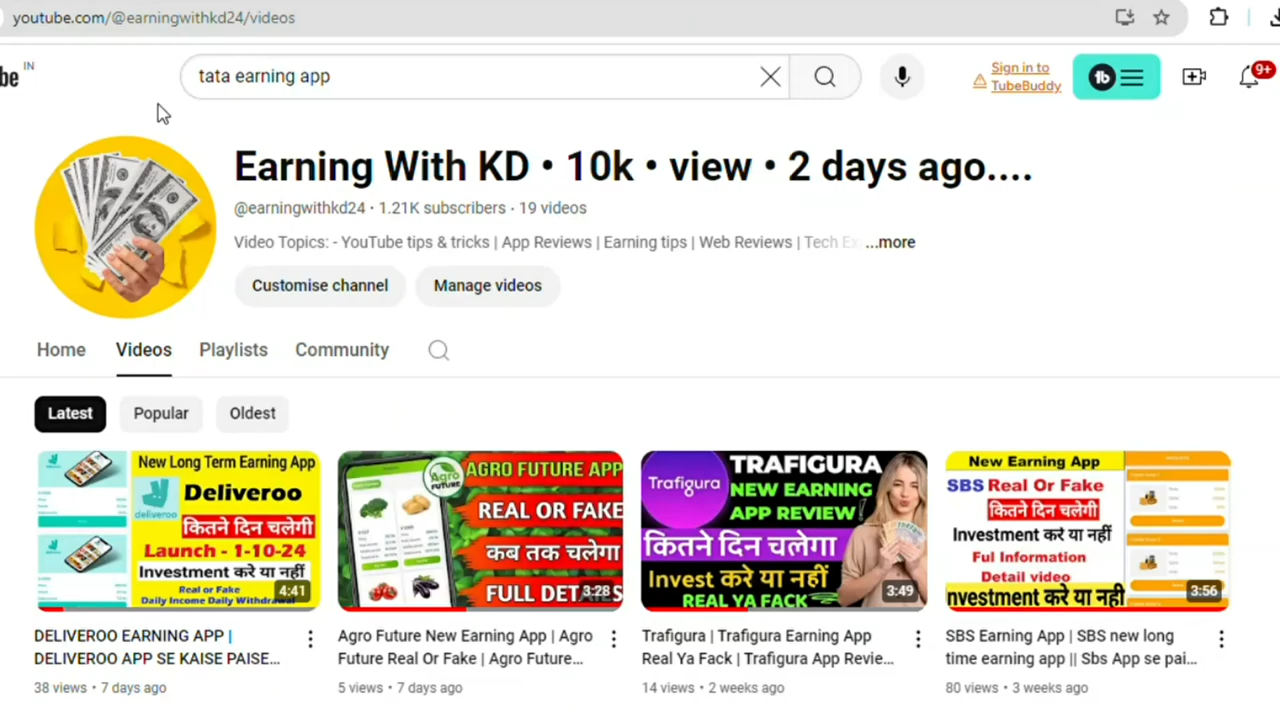 youtube.com/@earningwithkd24/videos
be IN
tata earning app
Sign in to
TubeBuddy
9+
Earning With KD • 10k • view • 2 days ago....
@earningwithkd24 • 1.21K subscribers • 19 videos
Video Topics: - YouTube tips & tricks | App Reviews | Earning tips | Web Reviews | Tech Ex ...more
Customise channel
Manage videos
Home
Videos
Playlists
Community
Latest
Popular
Oldest
New Long Term Earning App
Deliveroo
deliveroo
कितने दिन चलेगी
Launch - 1-10-24
Investment करे या नहीं
Real or Fake
Daily Income Daily Withdrawal
4:41
Agro
FUTURE
AGRO FUTURE APP
REAL OR FAKE
कब तक चलेगा
FULL DETAILS
3:28
Trafigura
TRAFIGURA
NEW EARNING
APP REVIEW
कितने दिन चलेगा
Invest करे या नहीं
REAL YA FACK
3:49
New Earning App
SBS Real Or Fake
कितने दिन चलेगी
Investment करे या नहीं
Ful Information
Detail video
nvestment करे या नही
3:56
DELIVEROO EARNING APP |
DELIVEROO APP SE KAISE PAISE...
38 views • 7 days ago
Agro Future New Earning App | Agro
Future Real Or Fake | Agro Future...
5 views • 7 days ago
Trafigura | Trafigura Earning App
Real Ya Fack | Trafigura App Revie...
14 views • 2 weeks ago
SBS Earning App | SBS new long
time earning app || Sbs App se pai...
80 views • 3 weeks ago